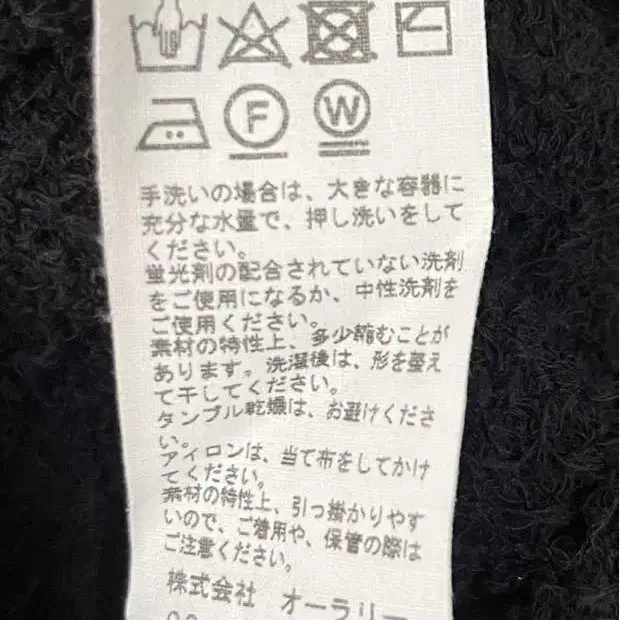 F W
手洗いの場合は、大きな容器に
充分な水量で、押し洗いをして
ください。
蛍光剤の配合されていない洗剤
をご使用になるか、中性洗剤を
ご使用ください。
素材の特性上、多少縮むことが
あります。洗濯後は、形を整え
て干してください。
タンブル乾燥は、お避けくださ
い。
アイロンは、当て布をしてかけ
てください。
素材の特性上、引っ掛かりやす
いので、ご着用や、保管の際は
ご注意ください。
株式会社 オーラリー